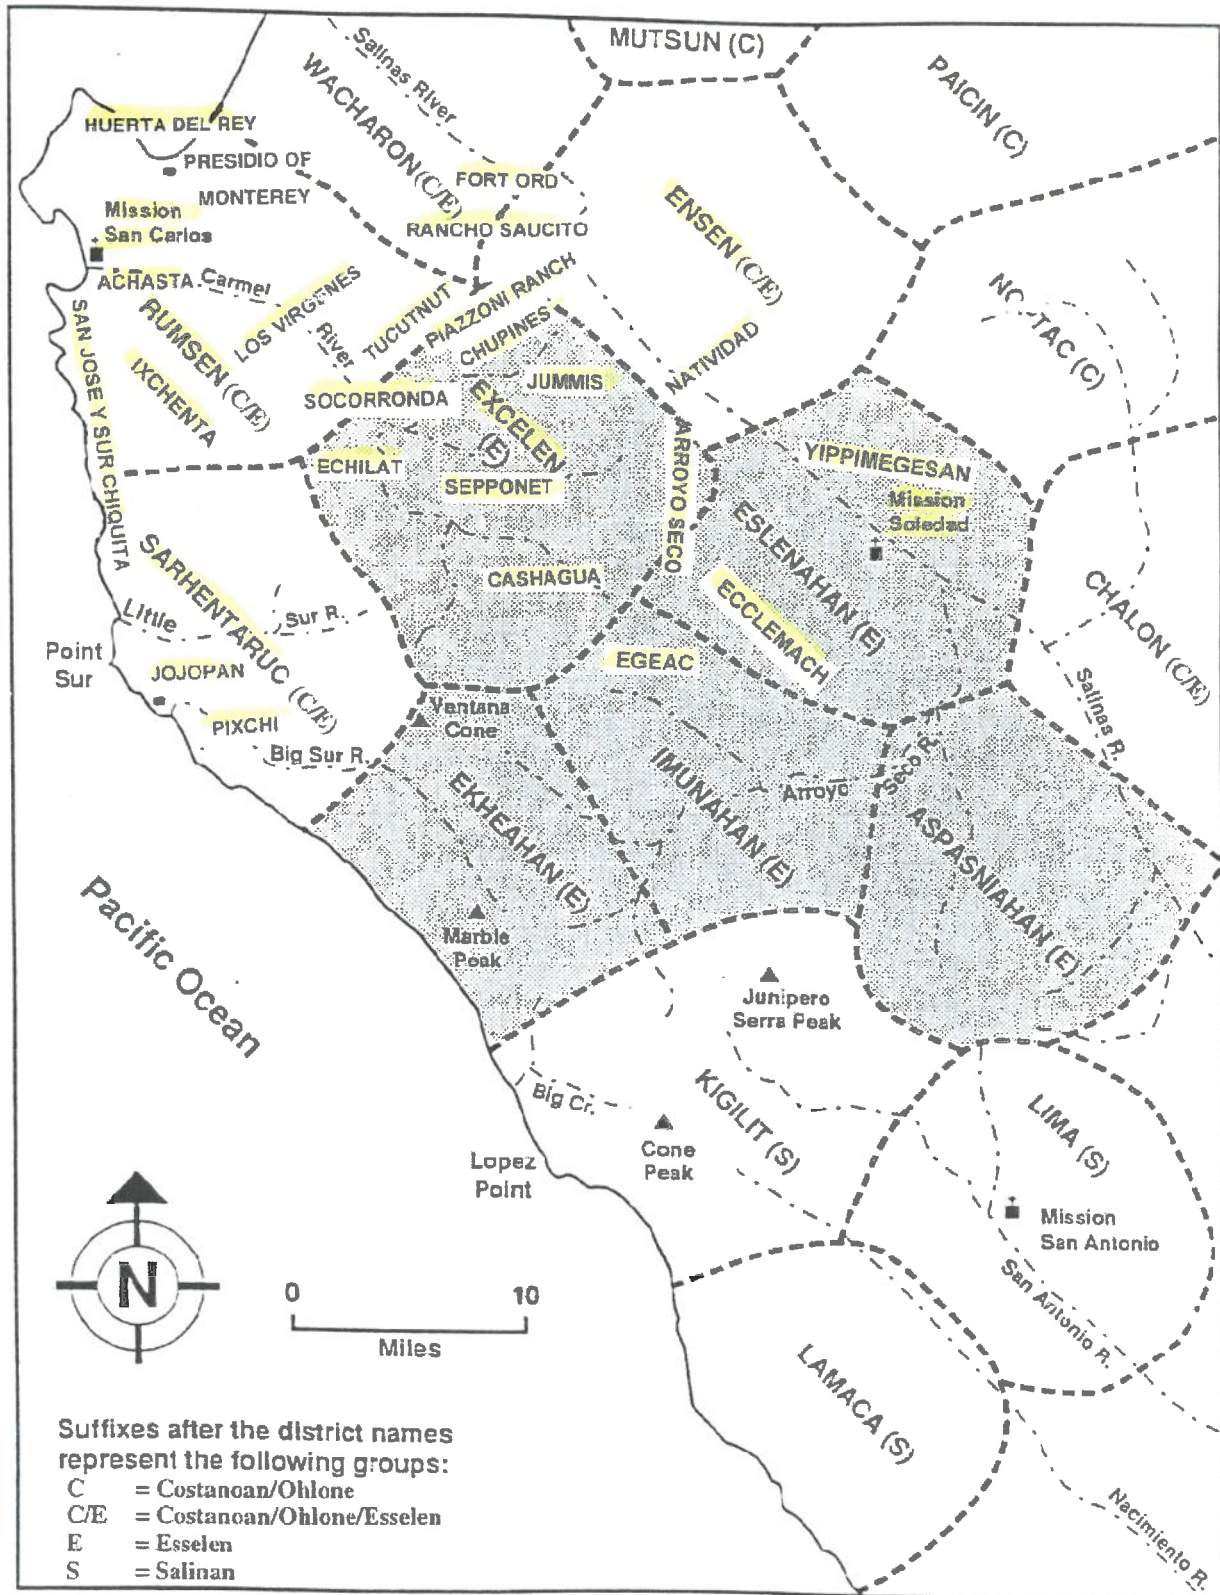 MUTSUN (C)
Salinas River
WACHARON (C/E)
PAICIN (C)
HUERTA DEL REY
PRESIDIO OF
MONTEREY
FORT ORD
ENSEN (C/E)
Mission
San Carlos
RANCHO SAUCITO
ACHASTA
Carmel
River
LOS VIRGENES
TUCUTNUT
PIAZZONI RANCH
CHUPINES
SAN JOSE Y SUR CHIQUITA
RUMSEN (C/E)
IXCHENTA
NATIVIDAD
SOCORRONDA
EXCELEN
(E)
JUMMIS
ECHILAT
SEPPONET
ARROYO SECO
YIPPIMEGESAN
Mission
Soledad
ESLENAHAN (E)
CASHAGUA
ECCLEMACH
CHALON (C/E)
SARHENTARUC (C/E)
Little
Sur R.
Point
Sur
JOJOPAN
PIXCHI
Big Sur R.
EGEAC
Salinas R.
Ventana
Cone
IMUNAHAN (E)
Arroyo
Seco R.
EKHEAHAN (E)
ASPASNIAHAN (E)
Marble
Peak
Pacific Ocean
Junipero
Serra Peak
Big Cr.
KIGILIT (S)
LIMA (S)
Cone
Peak
Lopez
Point
Mission
San Antonio
San Antonio R.
N
0 10
Miles
LAMACA (S)
Nacimiento R.
Suffixes after the district names
represent the following groups:
C = Costanoan/Ohlone
C/E = Costanoan/Ohlone/Esselen
E = Esselen
S = Salinan